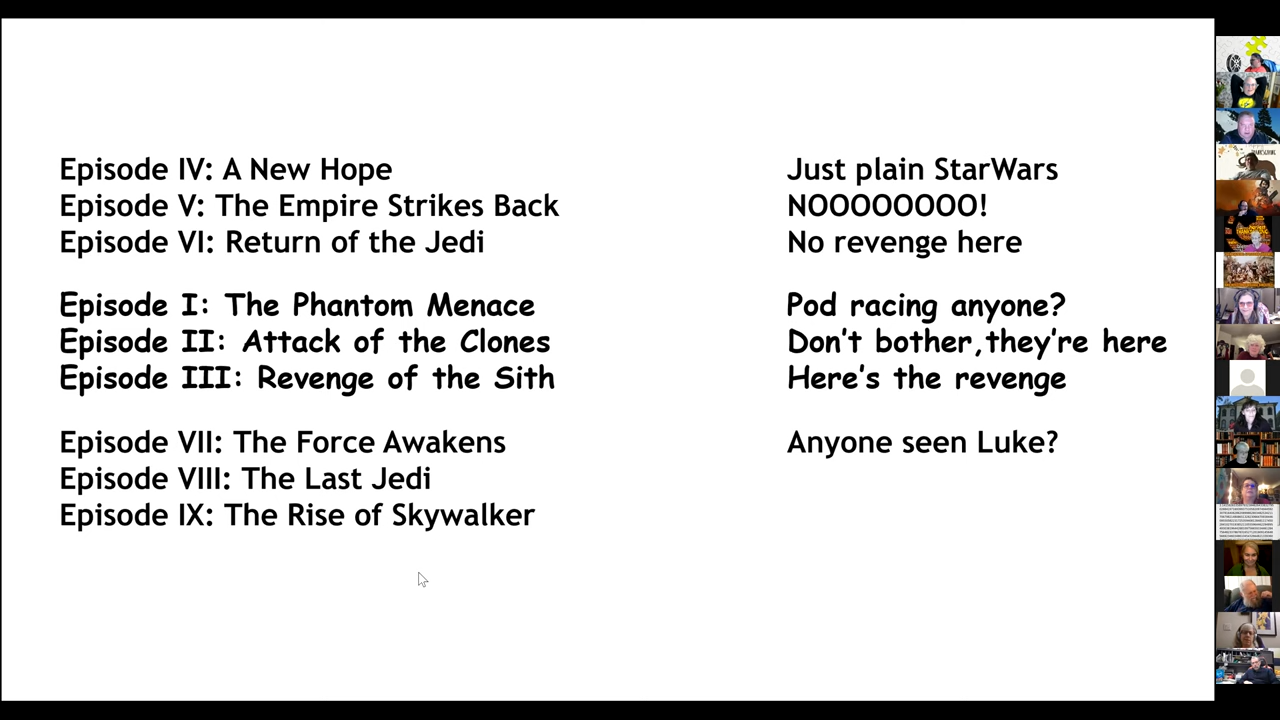 Episode IV: A New Hope
Just plain StarWars
Episode V: The Empire Strikes Back
NOOOOOOOO!
Episode VI: Return of the Jedi
No revenge here
Episode I: The Phantom Menace
Pod racing anyone?
Episode II: Attack of the Clones
Don't bother,they're here
Episode III: Revenge of the Sith
Here's the revenge
Episode VII: The Force Awakens
Anyone seen Luke?
Episode VIII: The Last Jedi
Episode IX: The Rise of Skywalker